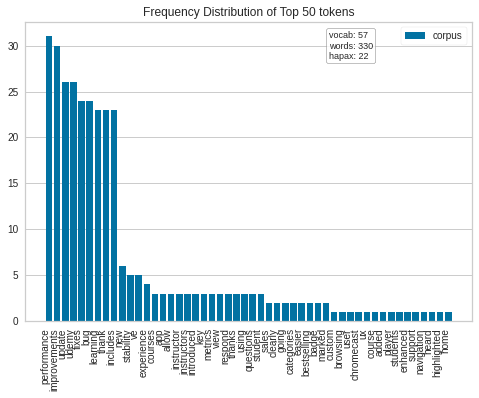 Frequency Distribution of Top 50 tokens
vocab: 57
words: 330
hapax: 22
corpus
30
25
20
15
10
5
0
performance
improvements
update
udemy
fixes
bug
learning
thank
includes
new
stability
ve
experience
courses
app
allow
instructor
instructors
introduced
key
metrics
view
respond
thanks
using
questions
student
sales
clearly
going
categories
easier
bestselling
badge
marked
custom
browsing
user
chromecast
ux
course
added
player
students
enhanced
support
navigation
heard
highlighted
home